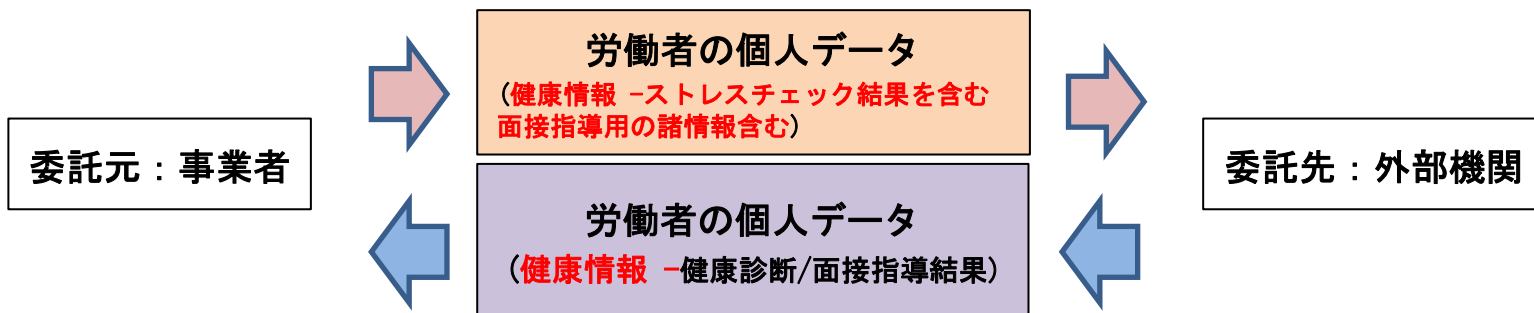 労働者の個人データ
(健康情報 -ストレスチェック結果を含む
面接指導用の諸情報含む)
委託元：事業者
委託先：外部機関
労働者の個人データ
(健康情報 -健康診断/面接指導結果)